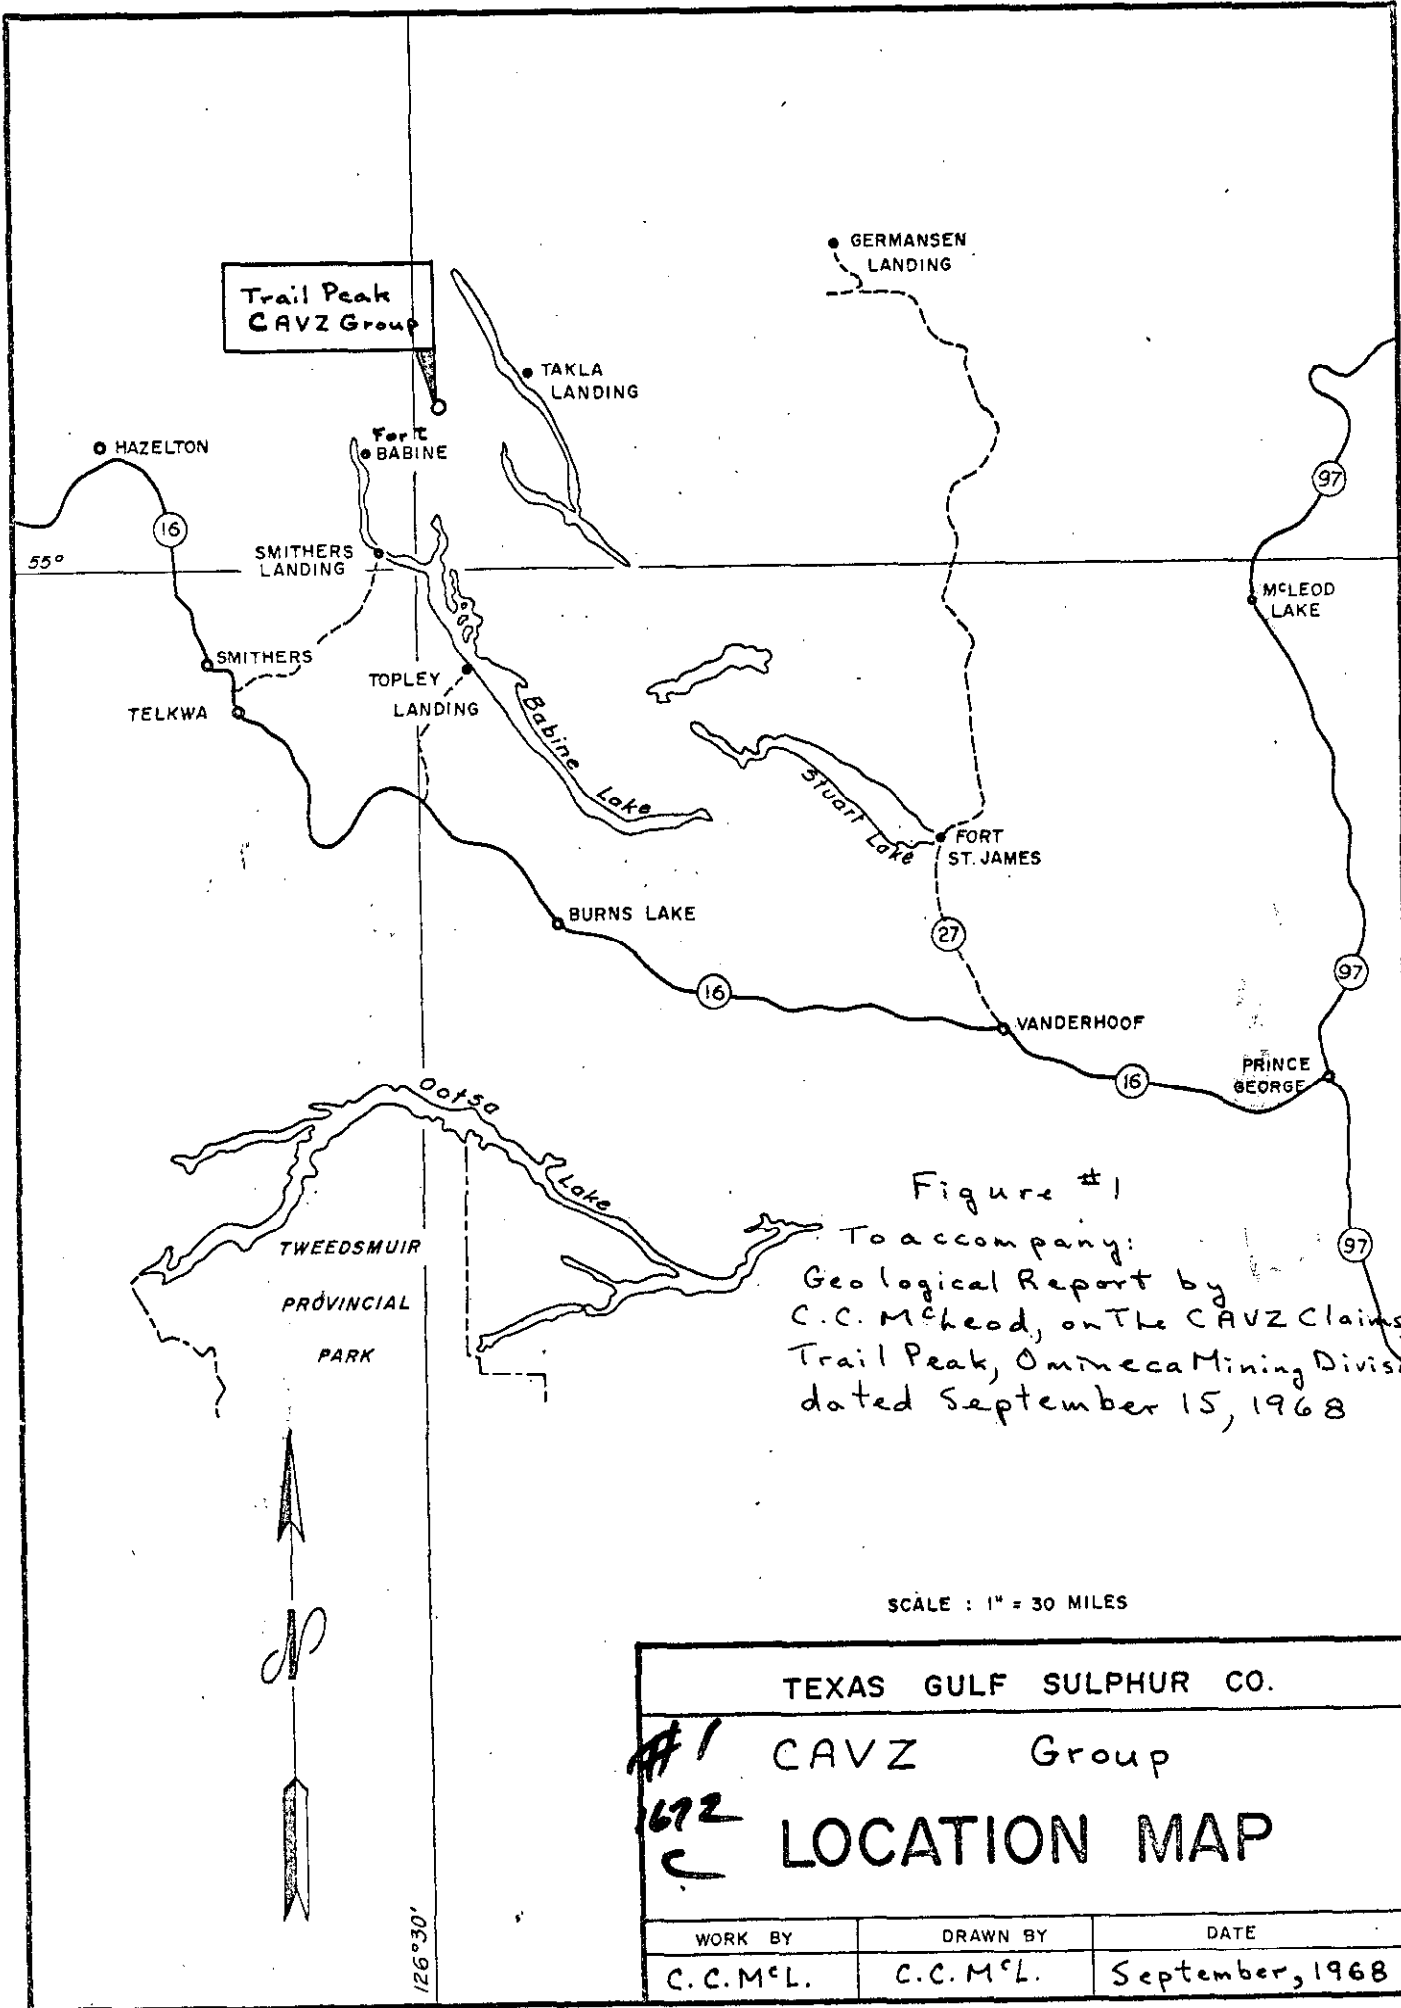 GERMANSEN
LANDING
Trail Peak
CAVZ Group
TAKLA
LANDING
HAZELTON
Fort
BABINE
97
16
SMITHERS
LANDING
55°
McLEOD
LAKE
SMITHERS
TOPLEY
LANDING
TELKWA
Babine
Lake
Stuart
Lake
FORT
ST. JAMES
BURNS LAKE
27
97
16
VANDERHOOF
PRINCE
GEORGE
16
Ootsa
Lake
97
TWEEDSMUIR
PROVINCIAL
PARK
Figure #1
To accompany:
Geological Report by
C.C. McLeod, on The CAVZ Claims
Trail Peak, Omineca Mining Divisi
dated September 15, 1968
N
SCALE : 1" = 30 MILES
TEXAS GULF SULPHUR CO.
#1
CAVZ Group
1672
C
LOCATION MAP
126°30'
WORK BY
DRAWN BY
DATE
C.C. McL.
C.C. McL.
September, 1968